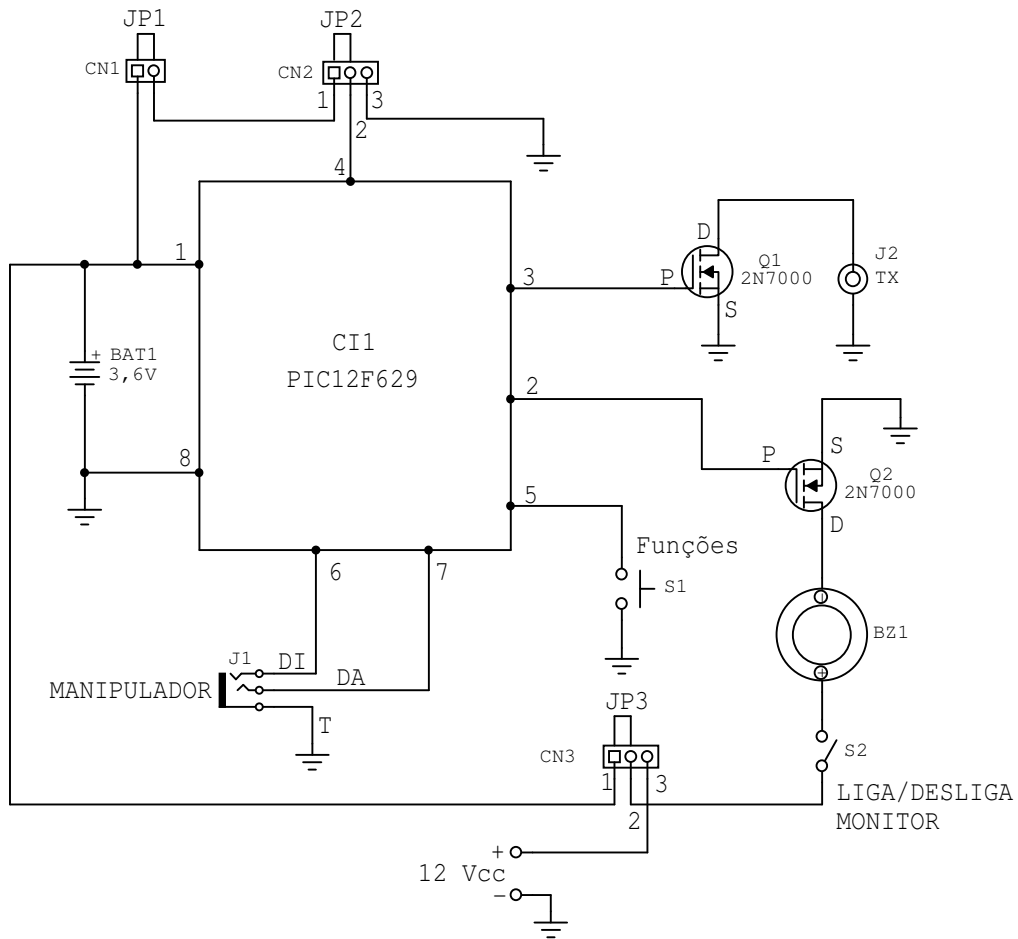 JP1
JP2
CN1
CN2
1
3
2
4
1
D
Q1
2N7000
J2
TX
3
P
S
CI1
PIC12F629
+ BAT1
3,6V
2
8
P
S
Q2
2N7000
D
5
Funções
S1
6
7
BZ1
J1
DI
DA
MANIPULADOR
T
JP3
CN3
1
3
2
S2
LIGA/DESLIGA
MONITOR
+
12 Vcc
-